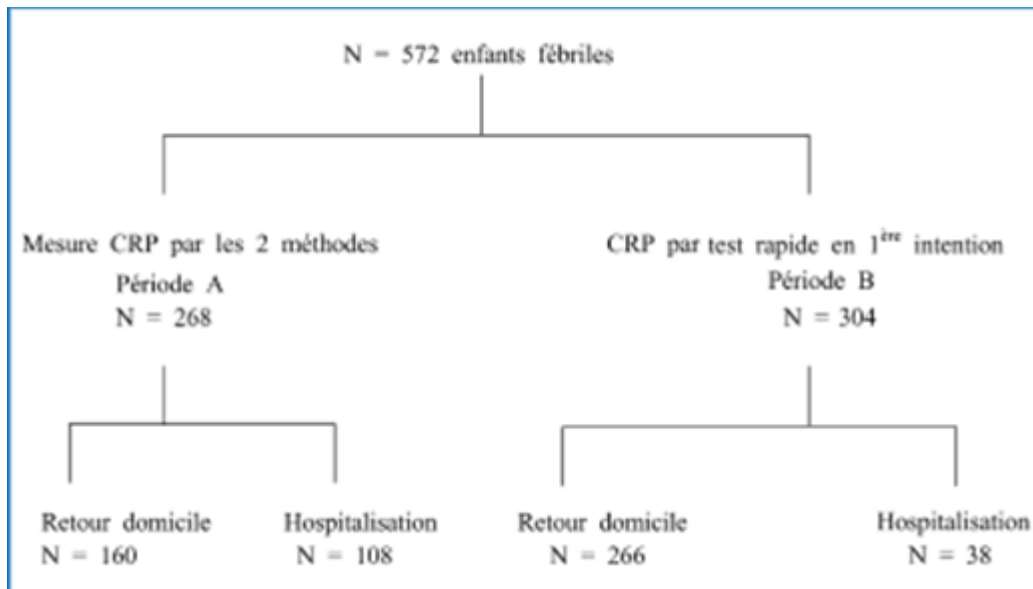 N = 572 enfants fébriles
Mesure CRP par les 2 méthodes
Période A
N = 268
CRP par test rapide en 1ère intention
Période B
N = 304
Retour domicile
N = 160
Hospitalisation
N = 108
Retour domicile
N = 266
Hospitalisation
N = 38